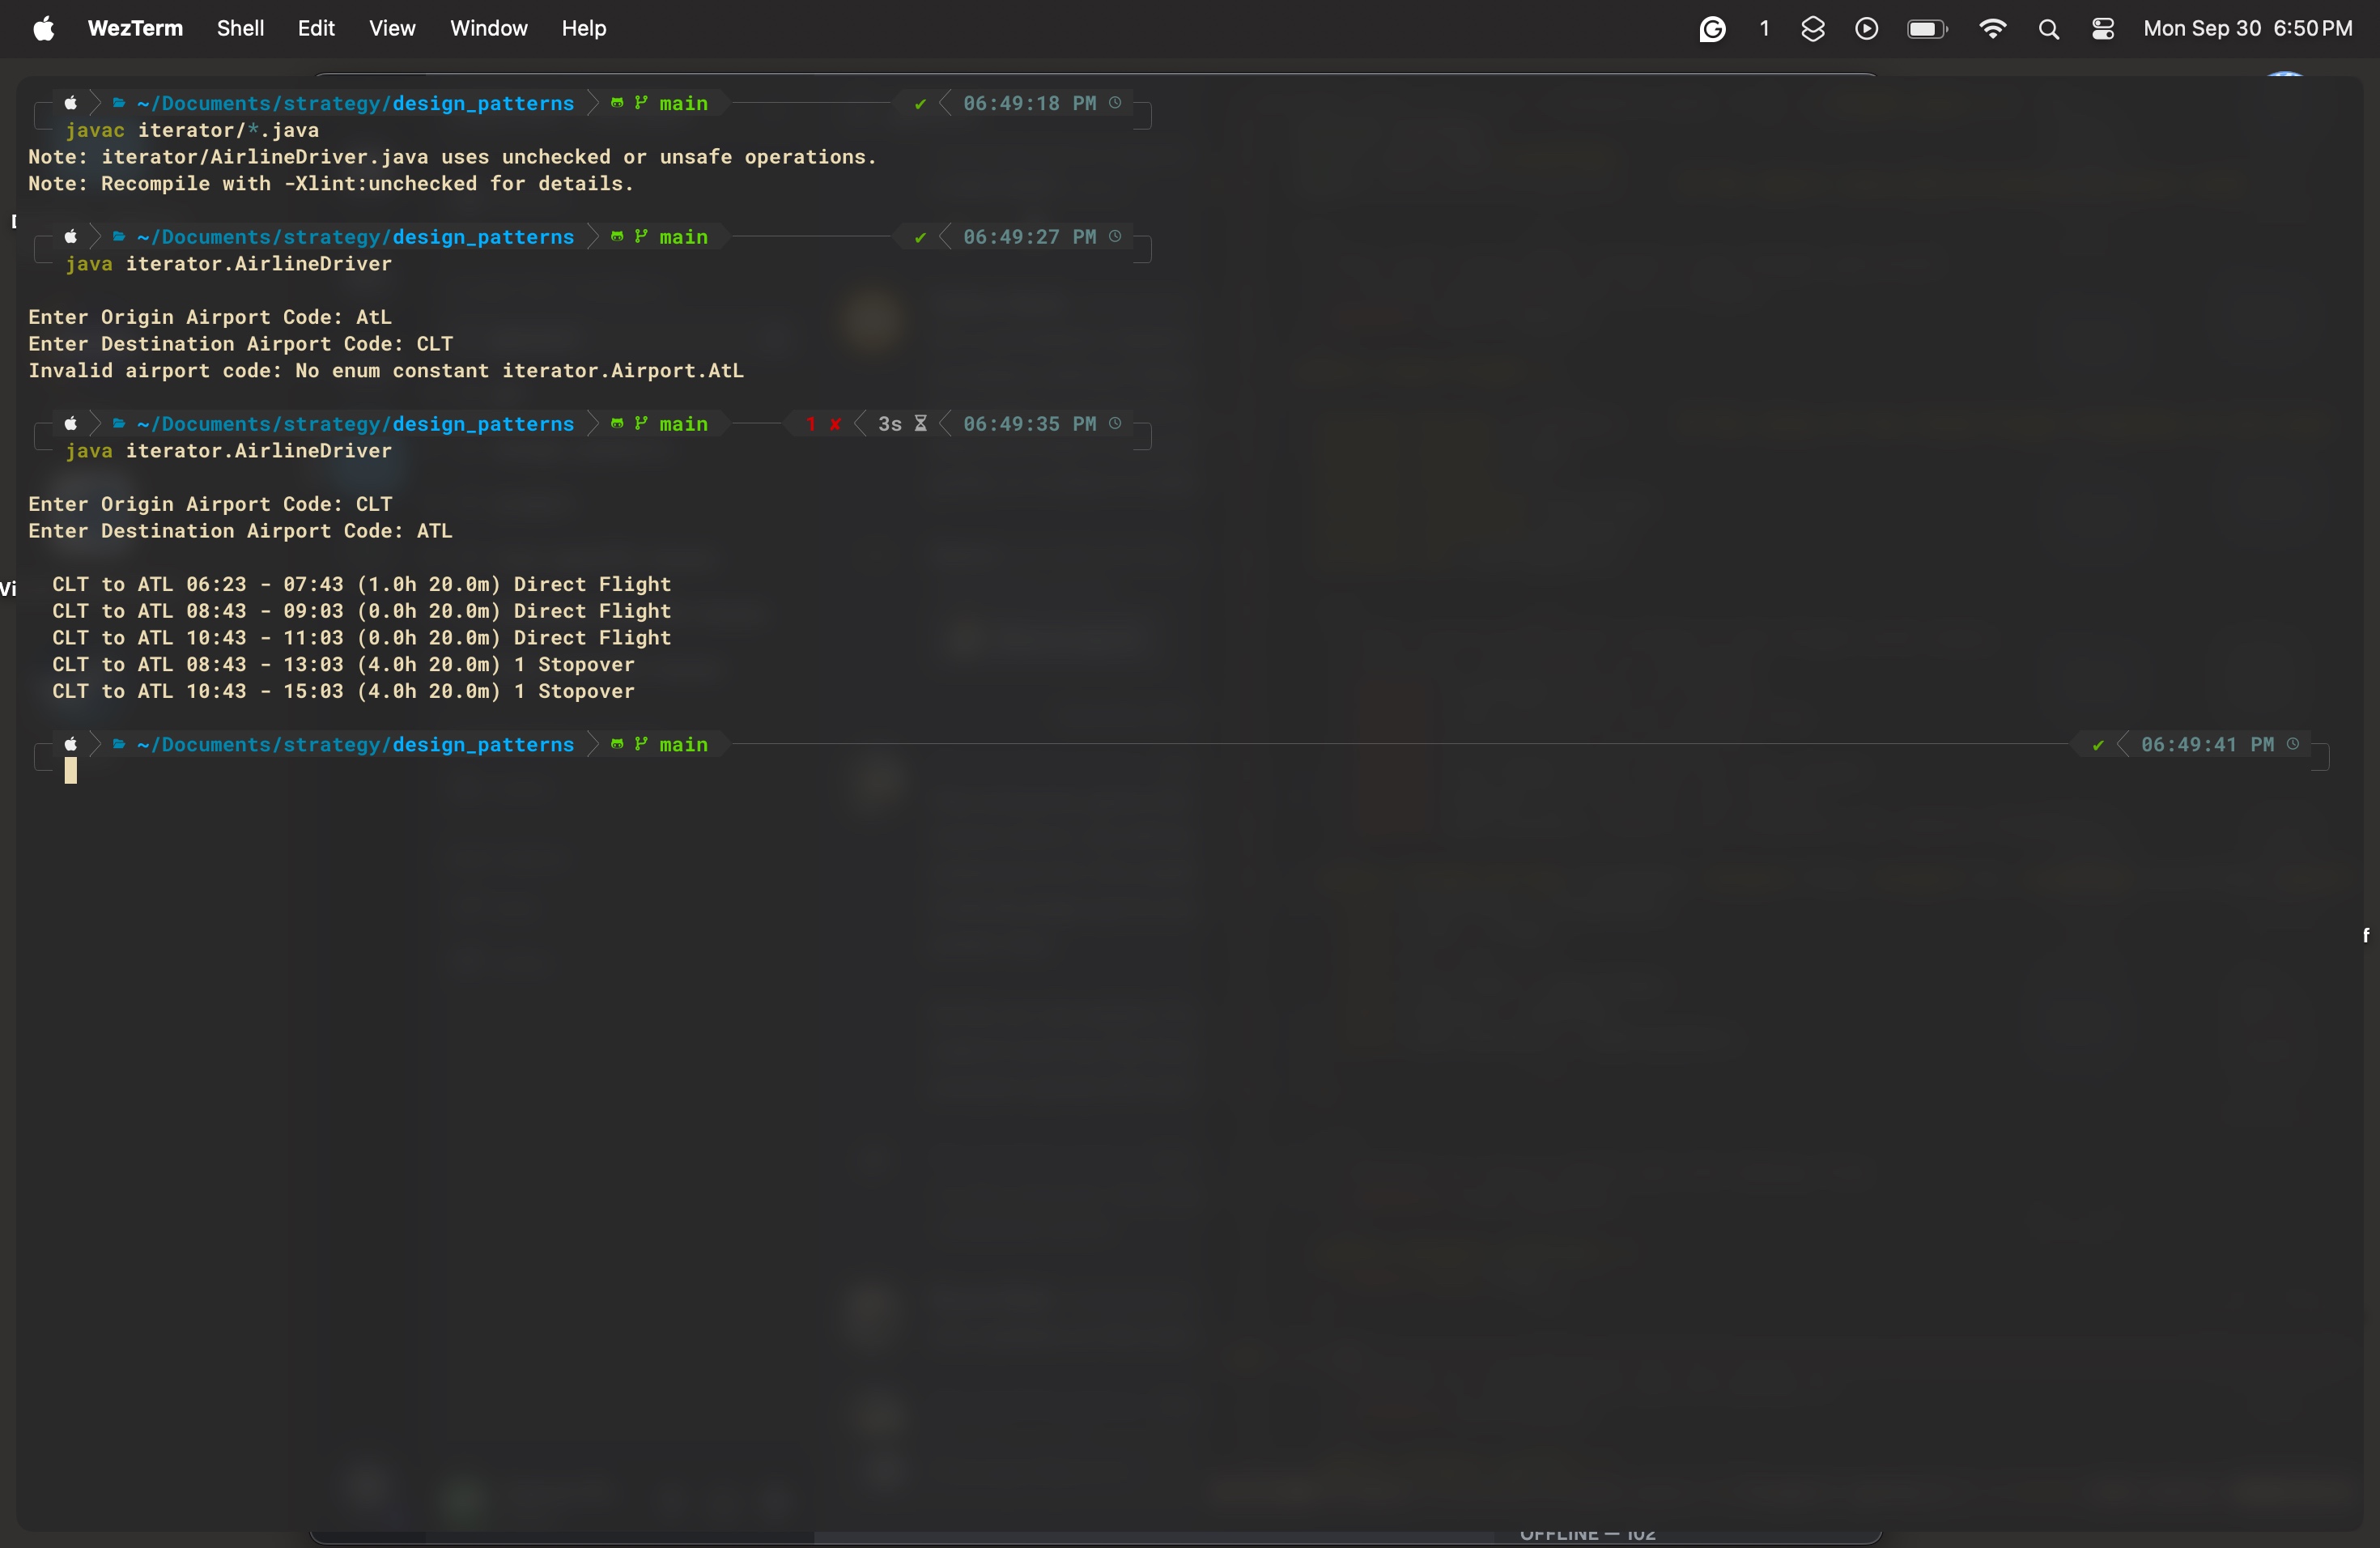 WezTerm Shell Edit View Window Help 1 Mon Sep 30 6:50 PM
~/Documents/strategy/design_patterns main ✔ 06:49:18 PM
javac iterator/*.java
Note: iterator/AirlineDriver.java uses unchecked or unsafe operations.
Note: Recompile with -Xlint:unchecked for details.
~/Documents/strategy/design_patterns main ✔ 06:49:27 PM
java iterator.AirlineDriver
Enter Origin Airport Code: AtL
Enter Destination Airport Code: CLT
Invalid airport code: No enum constant iterator.Airport.AtL
~/Documents/strategy/design_patterns main 1 ✘ 3s 06:49:35 PM
java iterator.AirlineDriver
Enter Origin Airport Code: CLT
Enter Destination Airport Code: ATL
CLT to ATL 06:23 - 07:43 (1.0h 20.0m) Direct Flight
CLT to ATL 08:43 - 09:03 (0.0h 20.0m) Direct Flight
CLT to ATL 10:43 - 11:03 (0.0h 20.0m) Direct Flight
CLT to ATL 08:43 - 13:03 (4.0h 20.0m) 1 Stopover
CLT to ATL 10:43 - 15:03 (4.0h 20.0m) 1 Stopover
~/Documents/strategy/design_patterns main ✔ 06:49:41 PM
OFFLINE — 102